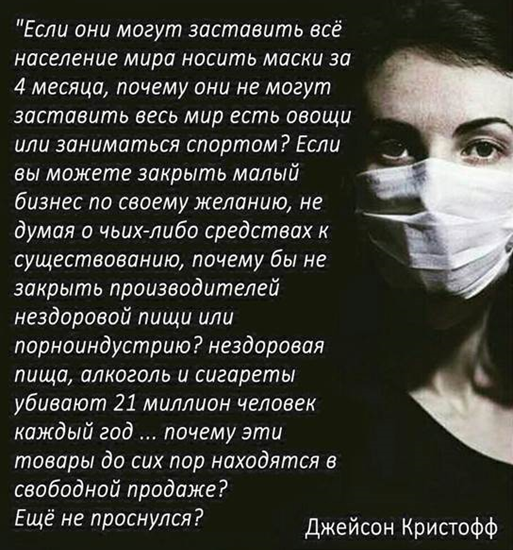 "Если они могут заставить всё
население мира носить маски за
4 месяца, почему они не могут
заставить весь мир есть овощи
или заниматься спортом? Если
вы можете закрыть малый
бизнес по своему желанию, не
думая о чьих-либо средствах к
существованию, почему бы не
закрыть производителей
нездоровой пищи или
порноиндустрию? нездоровая
пища, алкоголь и сигареты
убивают 21 миллион человек
каждый год ... почему эти
товары до сих пор находятся в
свободной продаже?
Ещё не проснулся?
Джейсон Кристофф